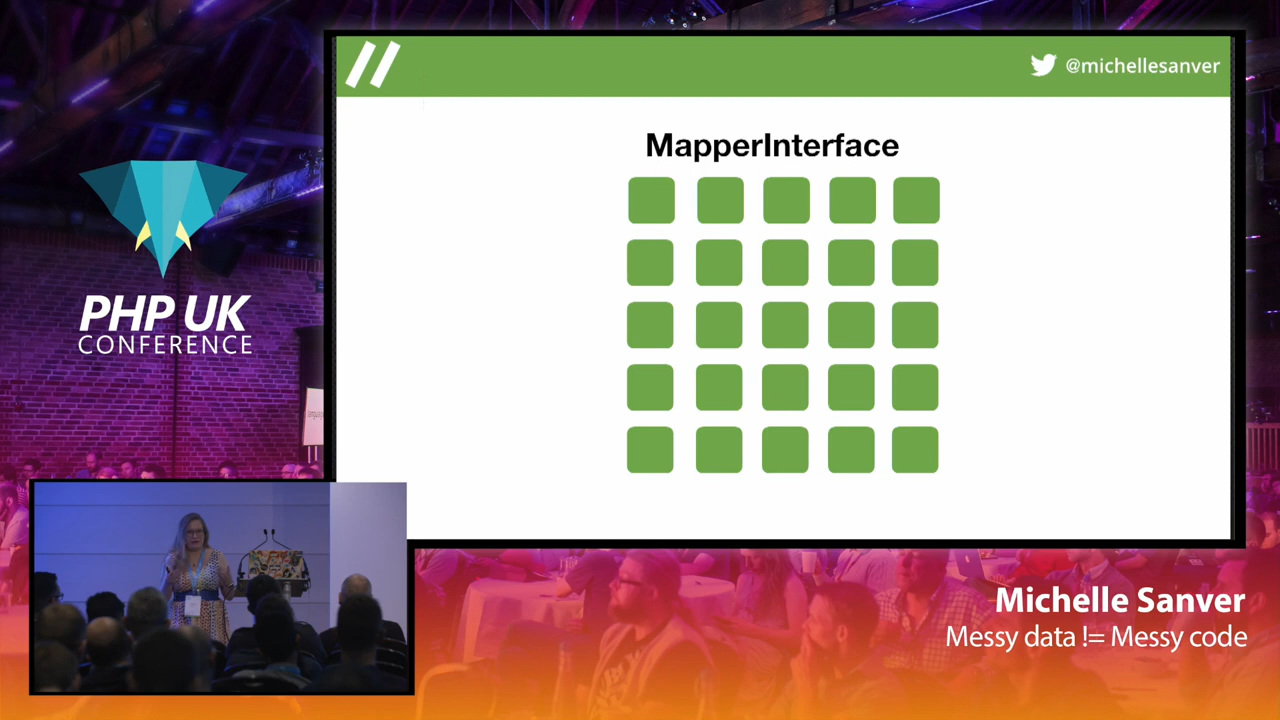 @michellesanver
MapperInterface
PHP UK
CONFERENCE
Michelle Sanver
Messy data != Messy code